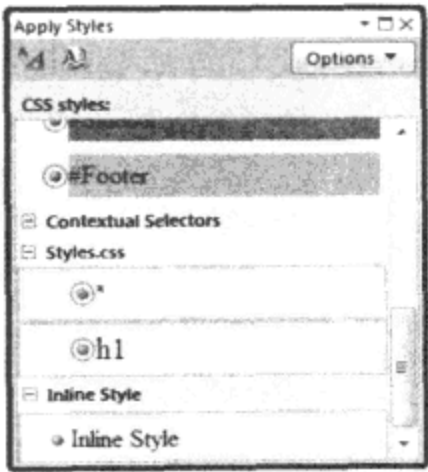 Apply Styles
Options
CSS styles:
#Footer
Contextual Selectors
Styles.css
*
h1
Inline Style
Inline Style